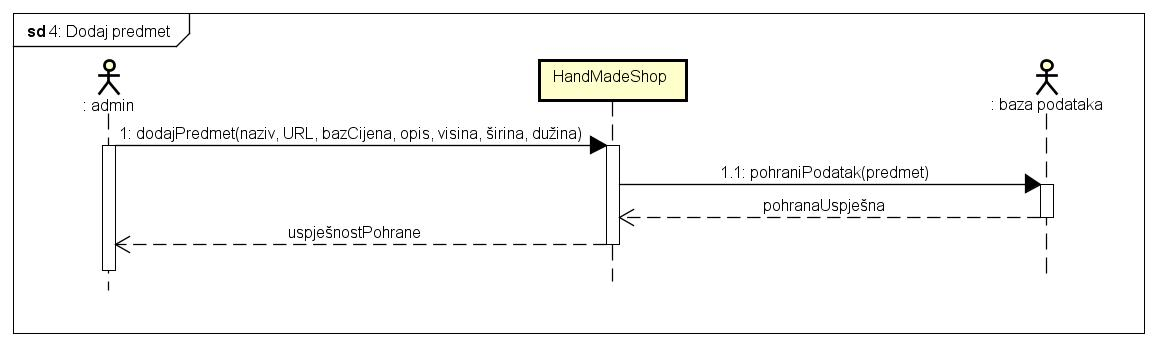 sd 4: Dodaj predmet
HandMadeShop
: admin
: baza podataka
1: dodajPredmet(naziv, URL, bazCijena, opis, visina, širina, dužina)
1.1: pohraniPodatak(predmet)
pohranaUspješna
uspješnostPohrane